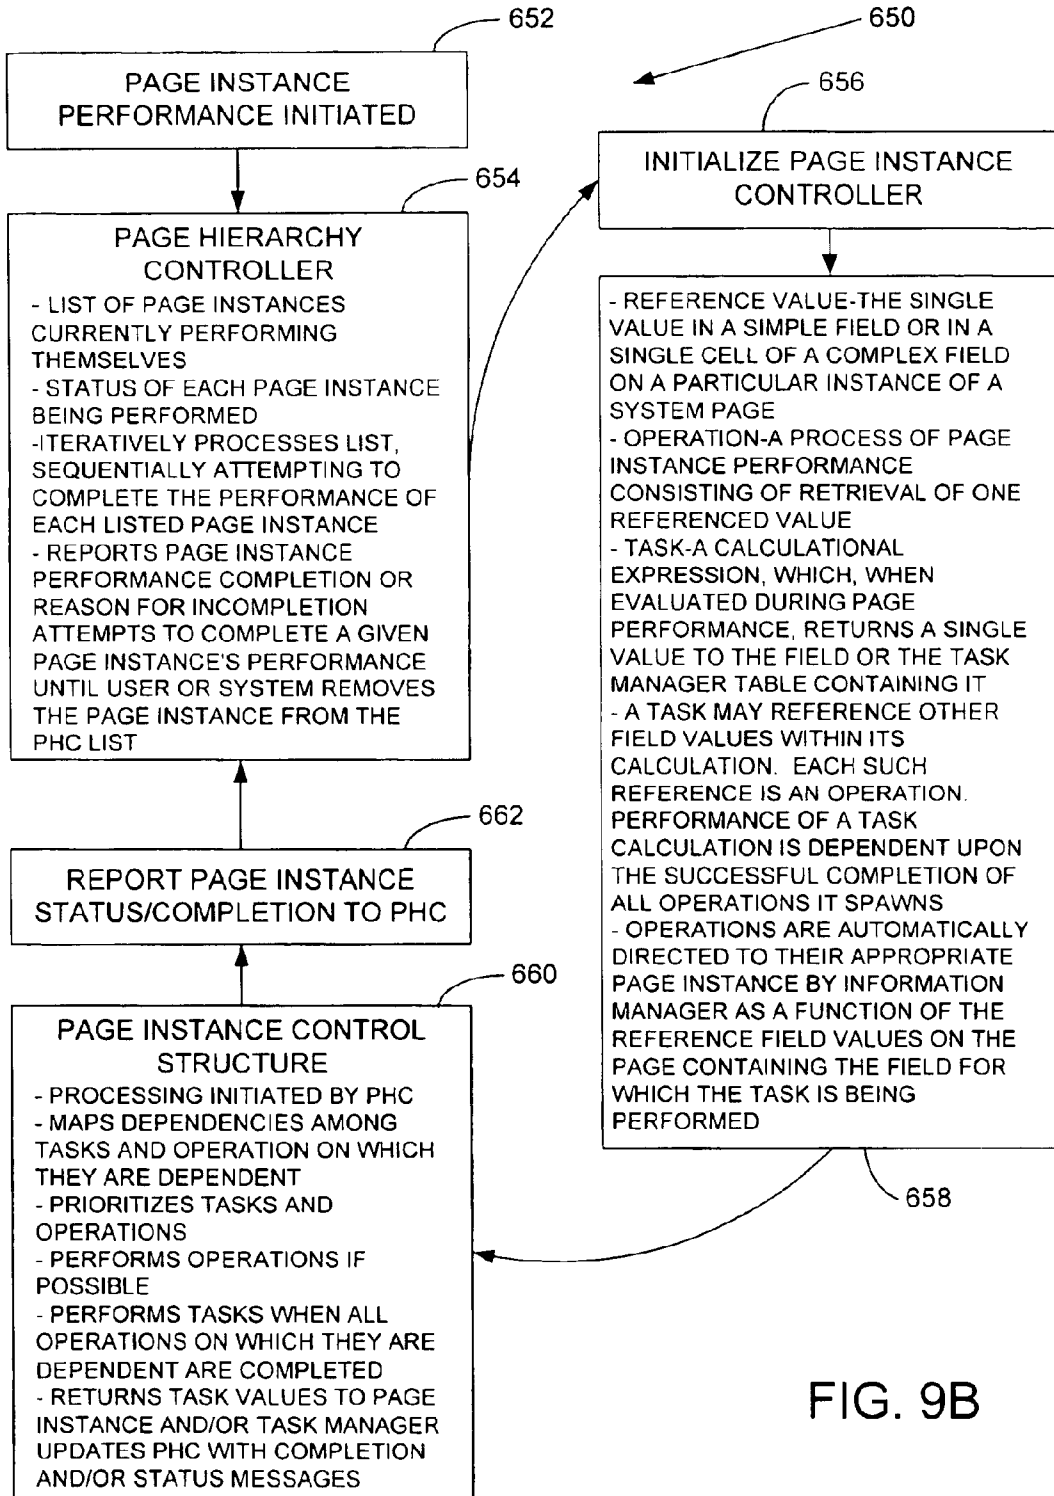 652
PAGE INSTANCE
PERFORMANCE INITIATED
654
PAGE HIERARCHY
CONTROLLER
- LIST OF PAGE INSTANCES
CURRENTLY PERFORMING
THEMSELVES
- STATUS OF EACH PAGE INSTANCE
BEING PERFORMED
-ITERATIVELY PROCESSES LIST,
SEQUENTIALLY ATTEMPTING TO
COMPLETE THE PERFORMANCE OF
EACH LISTED PAGE INSTANCE
- REPORTS PAGE INSTANCE
PERFORMANCE COMPLETION OR
REASON FOR INCOMPLETION
ATTEMPTS TO COMPLETE A GIVEN
PAGE INSTANCE'S PERFORMANCE
UNTIL USER OR SYSTEM REMOVES
THE PAGE INSTANCE FROM THE
PHC LIST
662
REPORT PAGE INSTANCE
STATUS/COMPLETION TO PHC
660
PAGE INSTANCE CONTROL
STRUCTURE
- PROCESSING INITIATED BY PHC
- MAPS DEPENDENCIES AMONG
TASKS AND OPERATION ON WHICH
THEY ARE DEPENDENT
- PRIORITIZES TASKS AND
OPERATIONS
- PERFORMS OPERATIONS IF
POSSIBLE
- PERFORMS TASKS WHEN ALL
OPERATIONS ON WHICH THEY ARE
DEPENDENT ARE COMPLETED
- RETURNS TASK VALUES TO PAGE
INSTANCE AND/OR TASK MANAGER
UPDATES PHC WITH COMPLETION
AND/OR STATUS MESSAGES
650
656
INITIALIZE PAGE INSTANCE
CONTROLLER
- REFERENCE VALUE-THE SINGLE
VALUE IN A SIMPLE FIELD OR IN A
SINGLE CELL OF A COMPLEX FIELD
ON A PARTICULAR INSTANCE OF A
SYSTEM PAGE
- OPERATION-A PROCESS OF PAGE
INSTANCE PERFORMANCE
CONSISTING OF RETRIEVAL OF ONE
REFERENCED VALUE
- TASK-A CALCULATIONAL
EXPRESSION, WHICH, WHEN
EVALUATED DURING PAGE
PERFORMANCE, RETURNS A SINGLE
VALUE TO THE FIELD OR THE TASK
MANAGER TABLE CONTAINING IT
- A TASK MAY REFERENCE OTHER
FIELD VALUES WITHIN ITS
CALCULATION. EACH SUCH
REFERENCE IS AN OPERATION.
PERFORMANCE OF A TASK
CALCULATION IS DEPENDENT UPON
THE SUCCESSFUL COMPLETION OF
ALL OPERATIONS IT SPAWNS
- OPERATIONS ARE AUTOMATICALLY
DIRECTED TO THEIR APPROPRIATE
PAGE INSTANCE BY INFORMATION
MANAGER AS A FUNCTION OF THE
REFERENCE FIELD VALUES ON THE
PAGE CONTAINING THE FIELD FOR
WHICH THE TASK IS BEING
PERFORMED
658
FIG. 9B